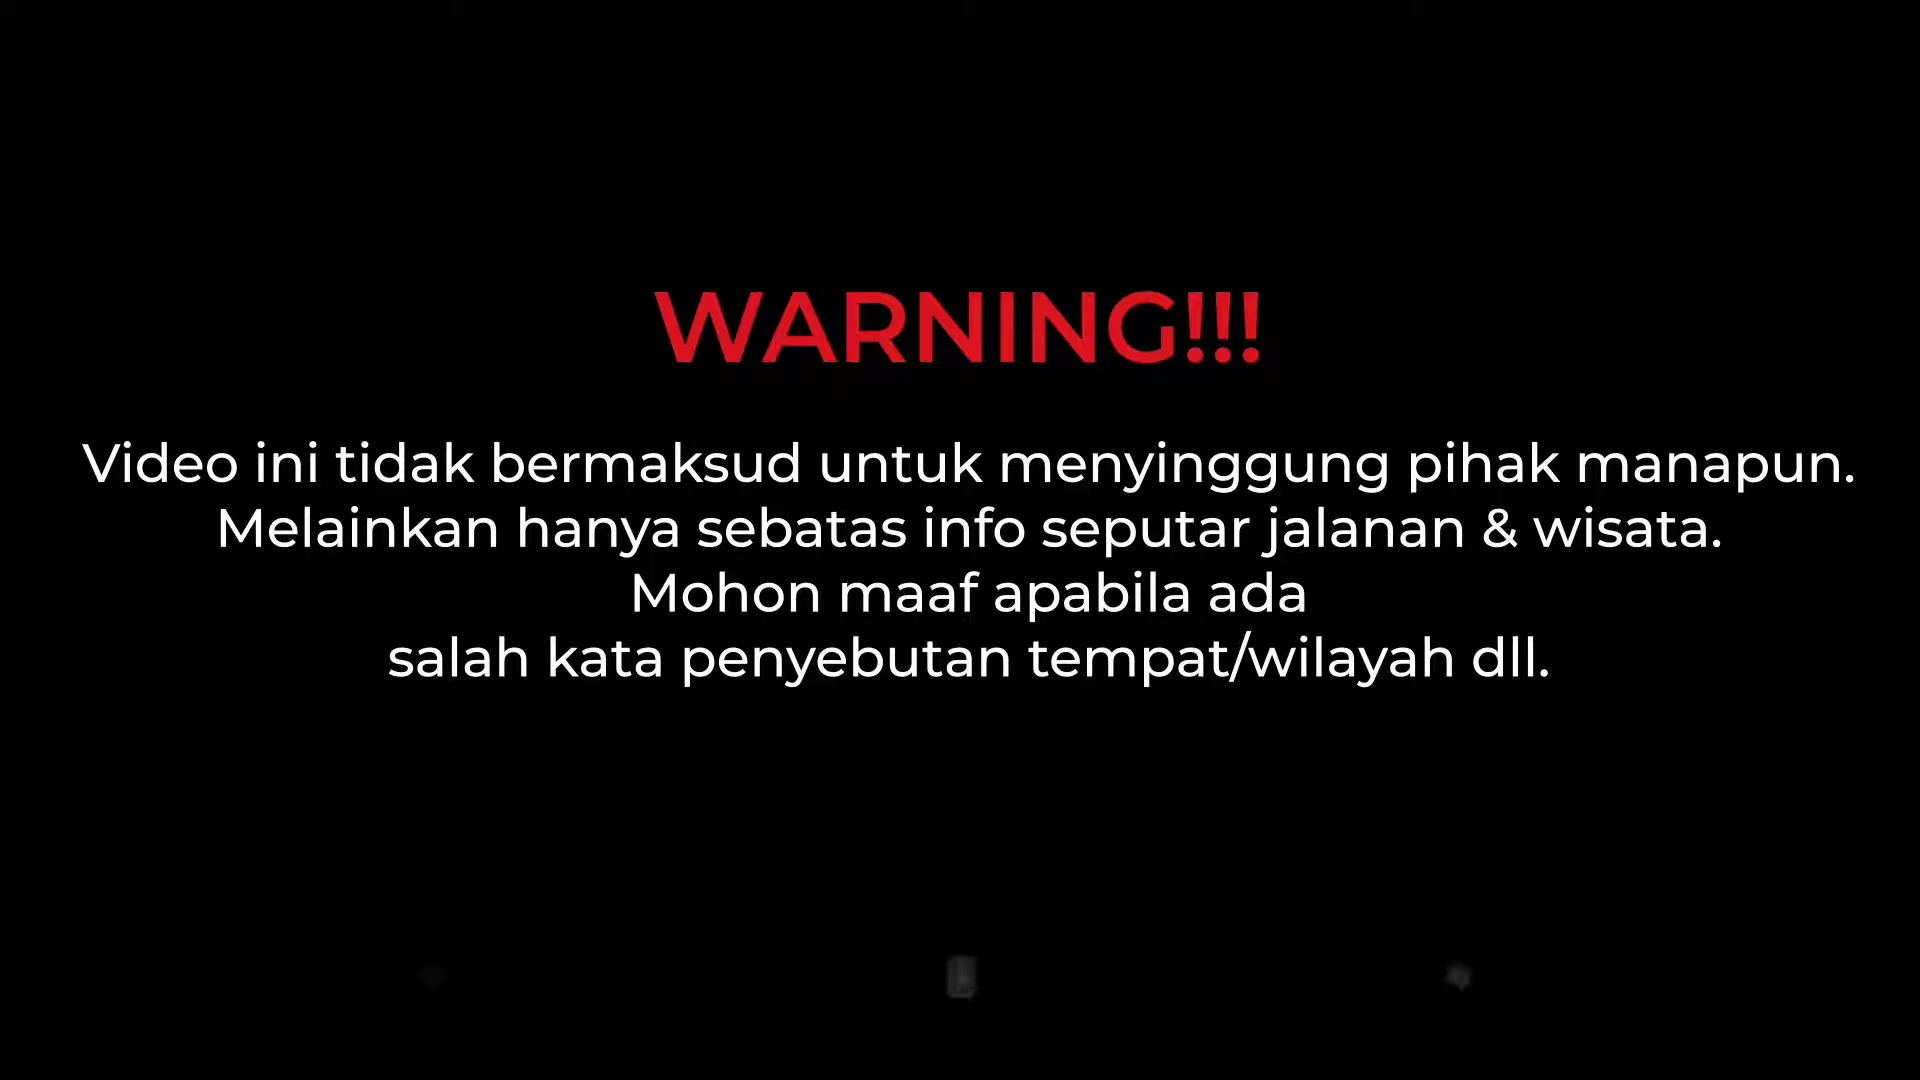 WARNING!!!
Video ini tidak bermaksud untuk menyinggung pihak manapun.
Melainkan hanya sebatas info seputar jalanan & wisata.
Mohon maaf apabila ada
salah kata penyebutan tempat/wilayah dll.